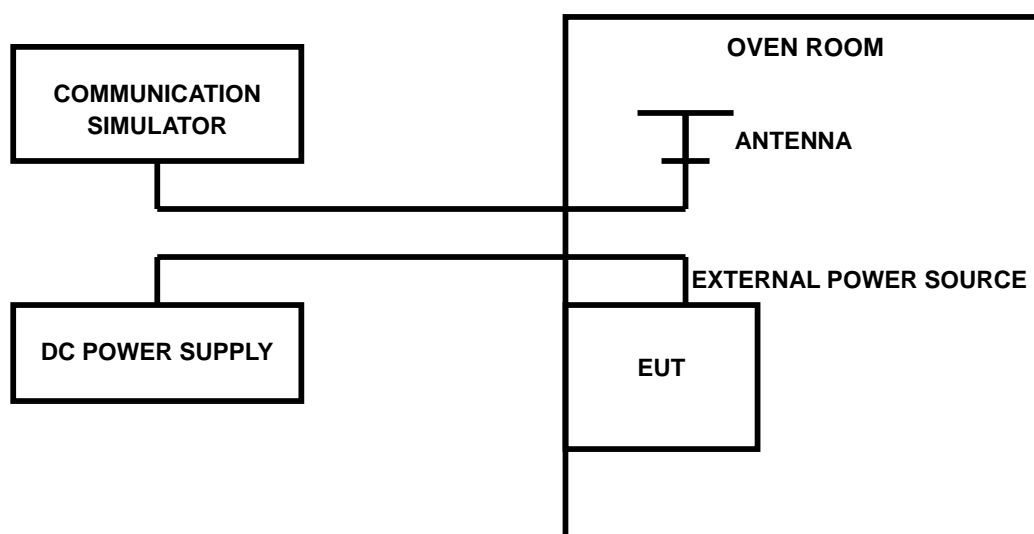 OVEN ROOM
COMMUNICATION
SIMULATOR
ANTENNA
EXTERNAL POWER SOURCE
DC POWER SUPPLY
EUT